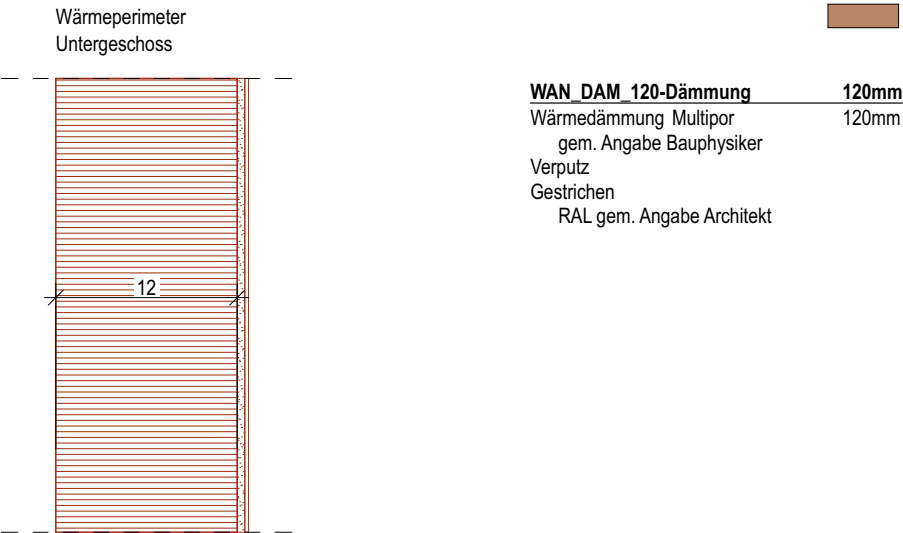 Wärmeperimeter
Untergeschoss
WAN_DAM_120-Dämmung 120mm
Wärmedämmung Multipor 120mm
gem. Angabe Bauphysiker
Verputz
Gestrichen
RAL gem. Angabe Architekt
12